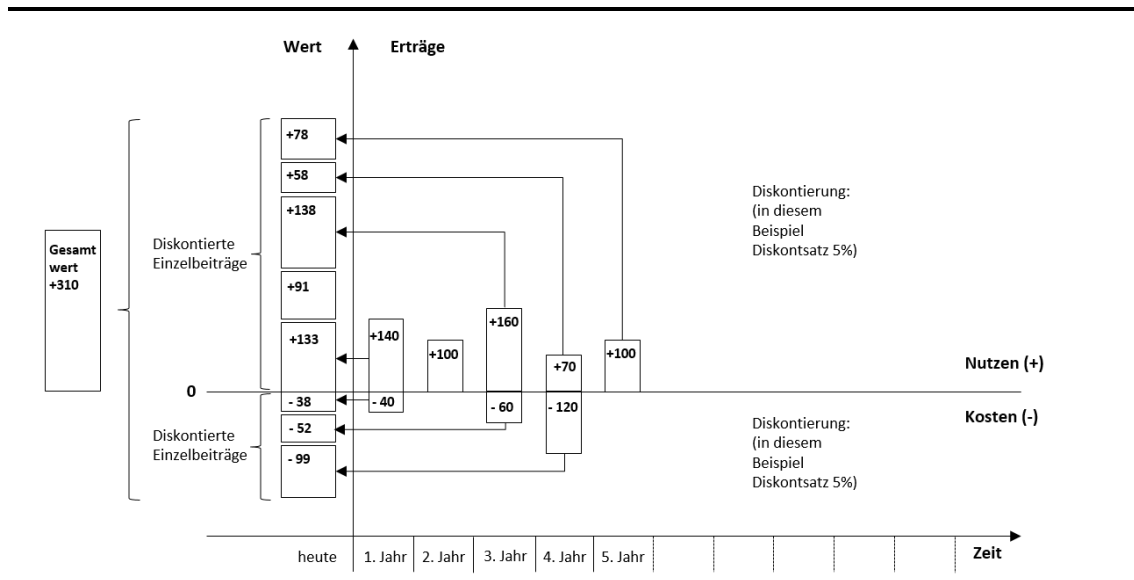 Wert
Erträge
+78
+58
+138
+91
+133
- 38
- 52
- 99
Gesamt
wert
+310
Diskontierte
Einzelbeiträge
Diskontierte
Einzelbeiträge
0
+140
- 40
+100
+160
- 60
+70
- 120
+100
Diskontierung:
(in diesem
Beispiel
Diskontsatz 5%)
Nutzen (+)
Kosten (-)
Diskontierung:
(in diesem
Beispiel
Diskontsatz 5%)
heute
1. Jahr
2. Jahr
3. Jahr
4. Jahr
5. Jahr
Zeit